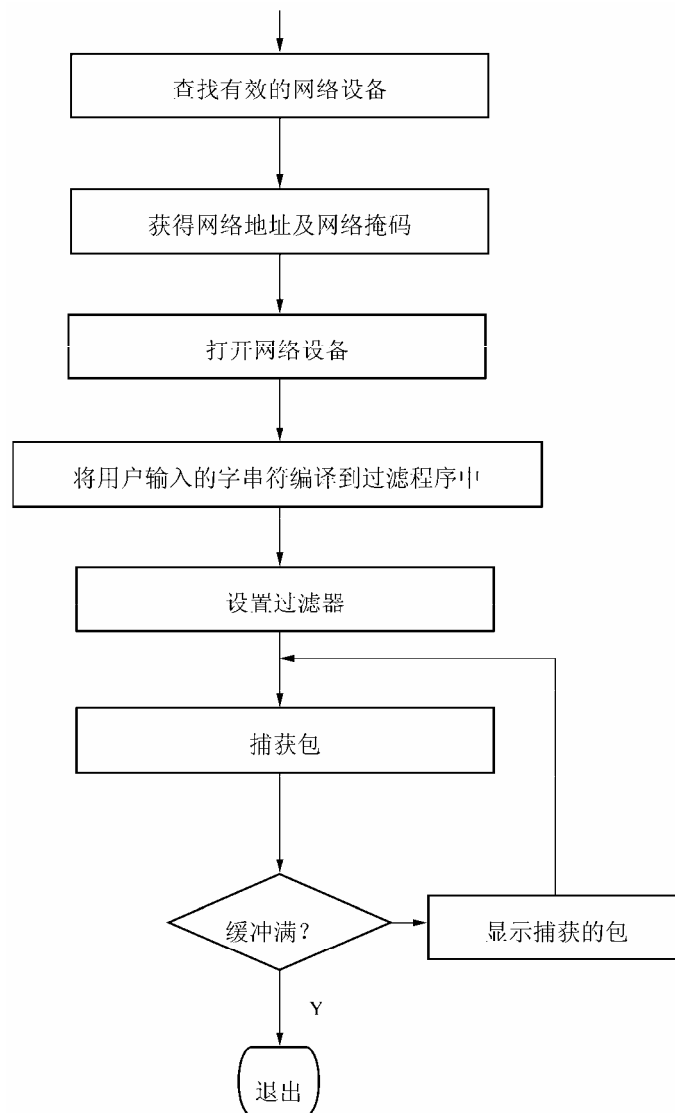 查找有效的网络设备
获得网络地址及网络掩码
打开网络设备
将用户输入的字串符编译到过滤程序中
设置过滤器
捕获包
缓冲满?
显示捕获的包
Y
退出